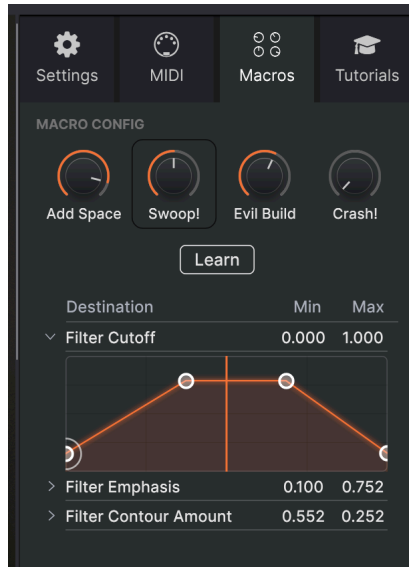 Settings MIDI Macros Tutorials
MACRO CONFIG
Add Space Swoop! Evil Build Crash!
Learn
Destination Min Max
Filter Cutoff 0.000 1.000
Filter Emphasis 0.100 0.752
Filter Contour Amount 0.552 0.252